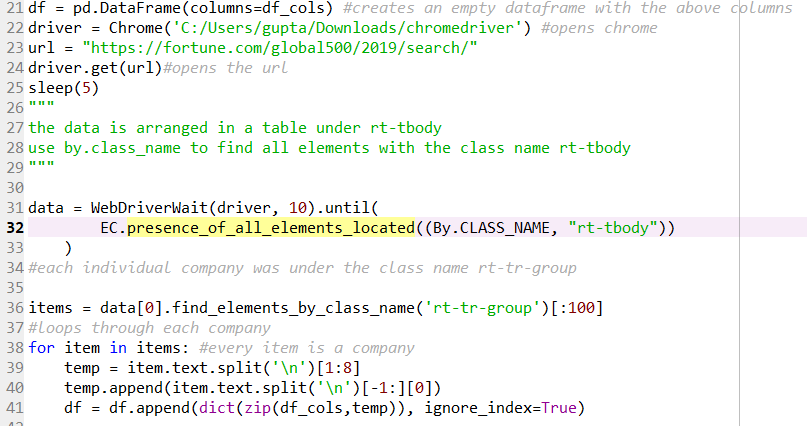 21 df = pd.DataFrame(columns=df_cols) #creates an empty dataframe with the above columns
22 driver = Chrome('C:/Users/gupta/Downloads/chromedriver') #opens chrome
23 url = "https://fortune.com/global500/2019/search/"
24 driver.get(url)#opens the url
25 sleep(5)
26 """
27 the data is arranged in a table under rt-tbody
28 use by.class_name to find all elements with the class name rt-tbody
29 """
30
31 data = WebDriverWait(driver, 10).until(
32         EC.presence_of_all_elements_located((By.CLASS_NAME, "rt-tbody"))
33     )
34 #each individual company was under the class name rt-tr-group
35
36 items = data[0].find_elements_by_class_name('rt-tr-group')[:100]
37 #loops through each company
38 for item in items: #every item is a company
39     temp = item.text.split('\n')[1:8]
40     temp.append(item.text.split('\n')[-1:][0])
41     df = df.append(dict(zip(df_cols,temp)), ignore_index=True)